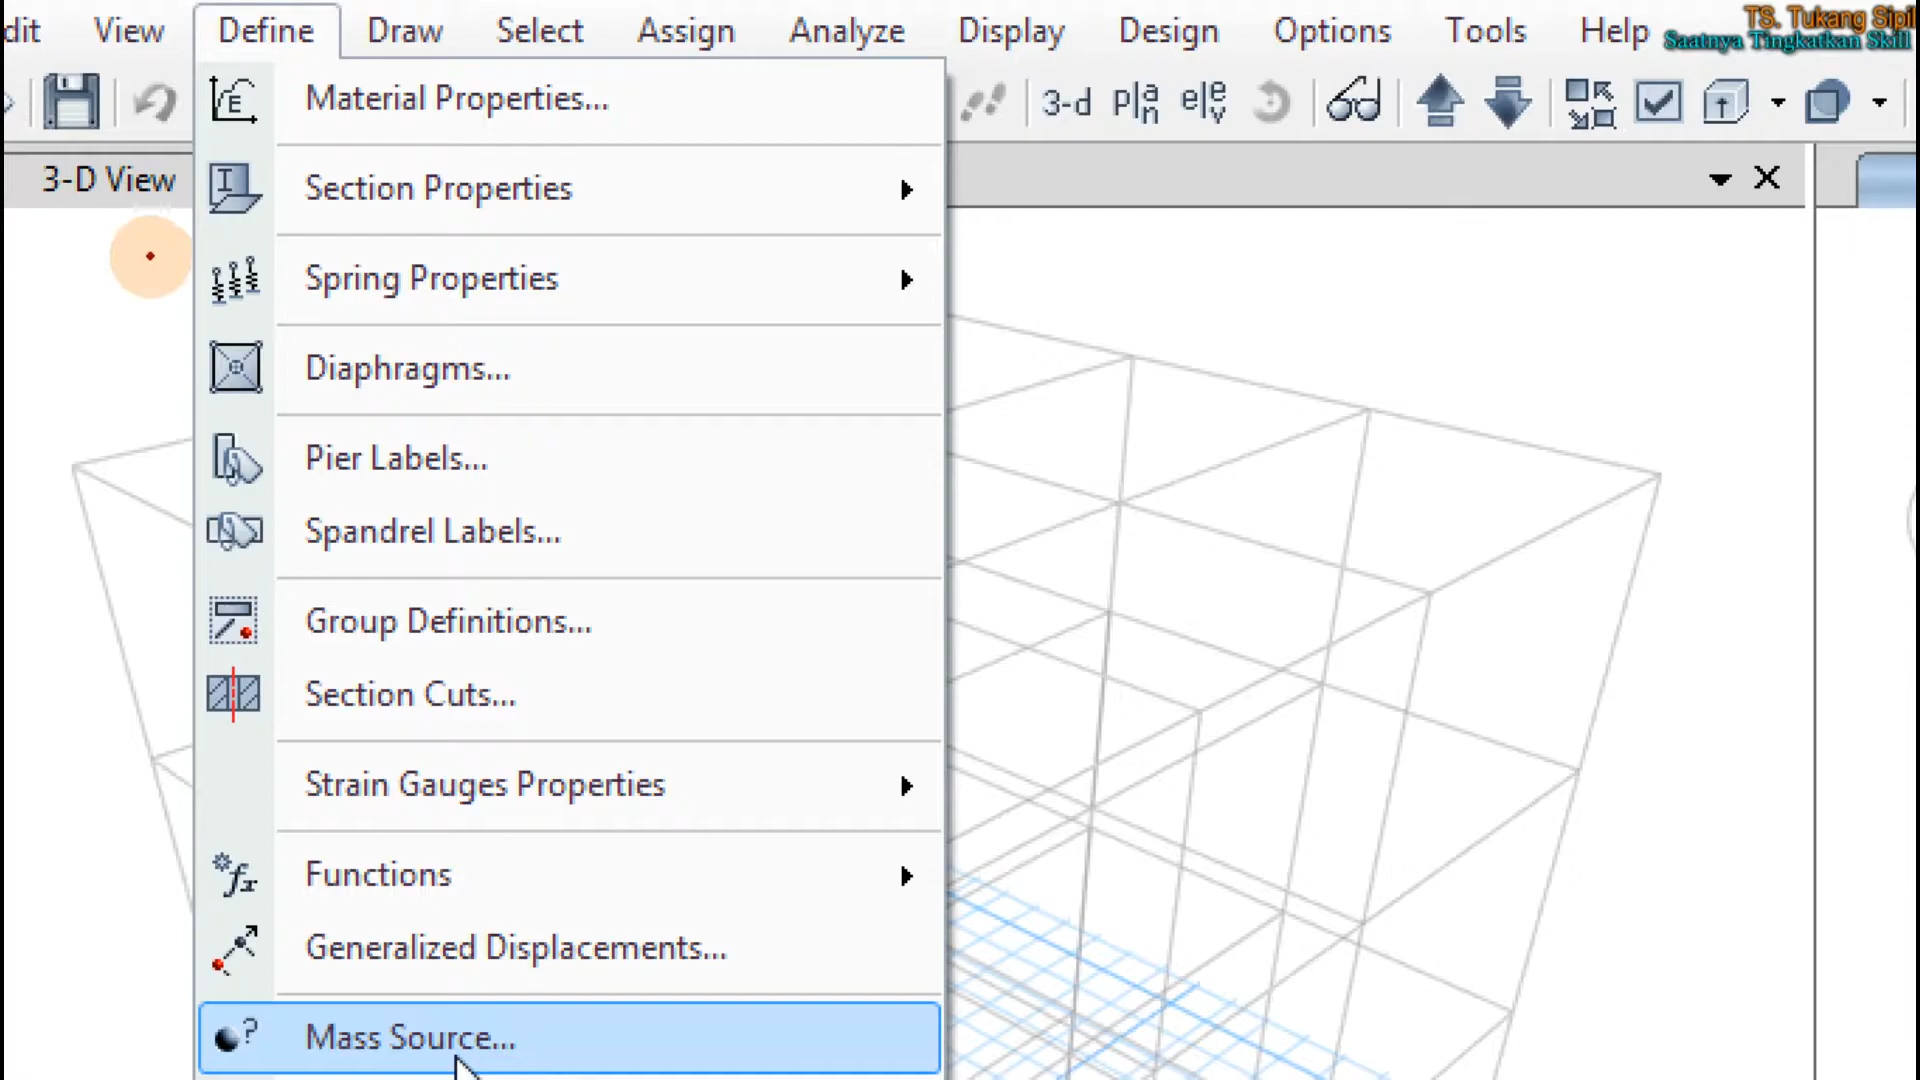 dit View Define Draw Select Assign Analyze Display Design Options Tools Help
TS. Tukang Sipil
Saatnya Tingkatkan Skill
3-d pla n ele v
3-D View
Material Properties...
Section Properties
Spring Properties
Diaphragms...
Pier Labels...
Spandrel Labels...
Group Definitions...
Section Cuts...
Strain Gauges Properties
Functions
Generalized Displacements...
Mass Source...